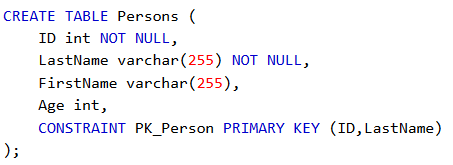 CREATE TABLE Persons (
    ID int NOT NULL,
    LastName varchar(255) NOT NULL,
    FirstName varchar(255),
    Age int,
    CONSTRAINT PK_Person PRIMARY KEY (ID,LastName)
);